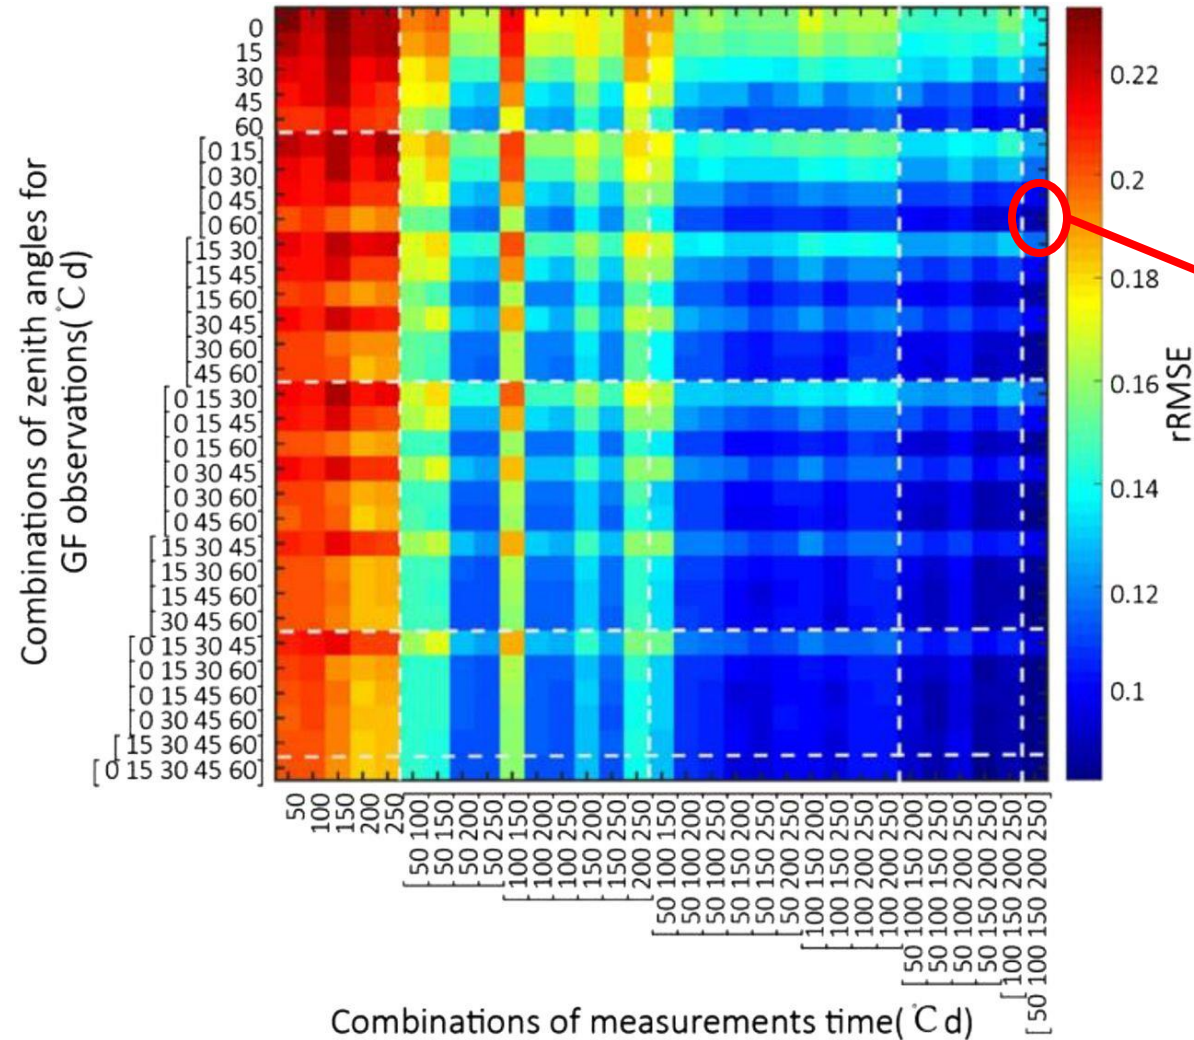 Combinations of zenith angles for
GF observations(°C d)
0
15
30
45
60
[0 15
0 30
0 45
[0 60
[15 30
15 45
15 60
30 45
30 60
[45 60
[0 15 30
0 15 45
0 15 60
0 30 45
0 30 60
[0 45 60
[15 30 45
15 30 60
15 45 60
[30 45 60
[0 15 30 45
0 15 30 60
0 15 45 60
[0 30 45 60
[15 30 45 60
[0 15 30 45 60]
50
100
150
200
250
[50 100
50 150
50 200
[50 250
[100 150
100 200
100 250
150 200
150 250
[200 250
[50 100 150
50 100 200
50 100 250
50 150 200
50 150 250
[50 200 250
[100 150 200
100 150 250
100 200 250
[150 200 250
[50 100 150 200
50 100 150 250
50 100 200 250
[50 150 200 250
[100 150 200 250
[50 100 150 200 250]
Combinations of measurements time(°C d)
0.22
0.2
0.18
0.16
0.14
0.12
0.1
rRMSE